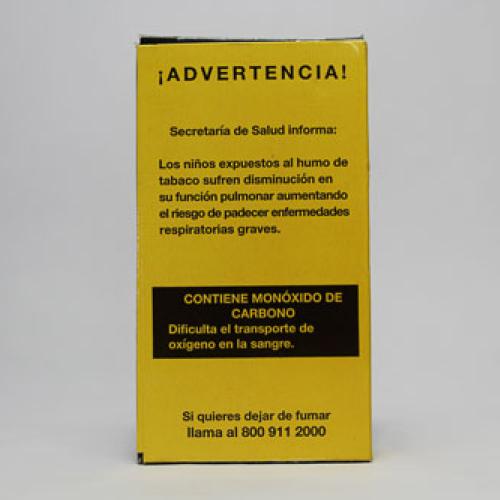 ¡ADVERTENCIA!
Secretaría de Salud informa:
Los niños expuestos al humo de
tabaco sufren disminución en
su función pulmonar aumentando
el riesgo de padecer enfermedades
respiratorias graves.
CONTIENE MONÓXIDO DE
CARBONO
Dificulta el transporte de
oxígeno en la sangre.
Si quieres dejar de fumar
llama al 800 911 2000